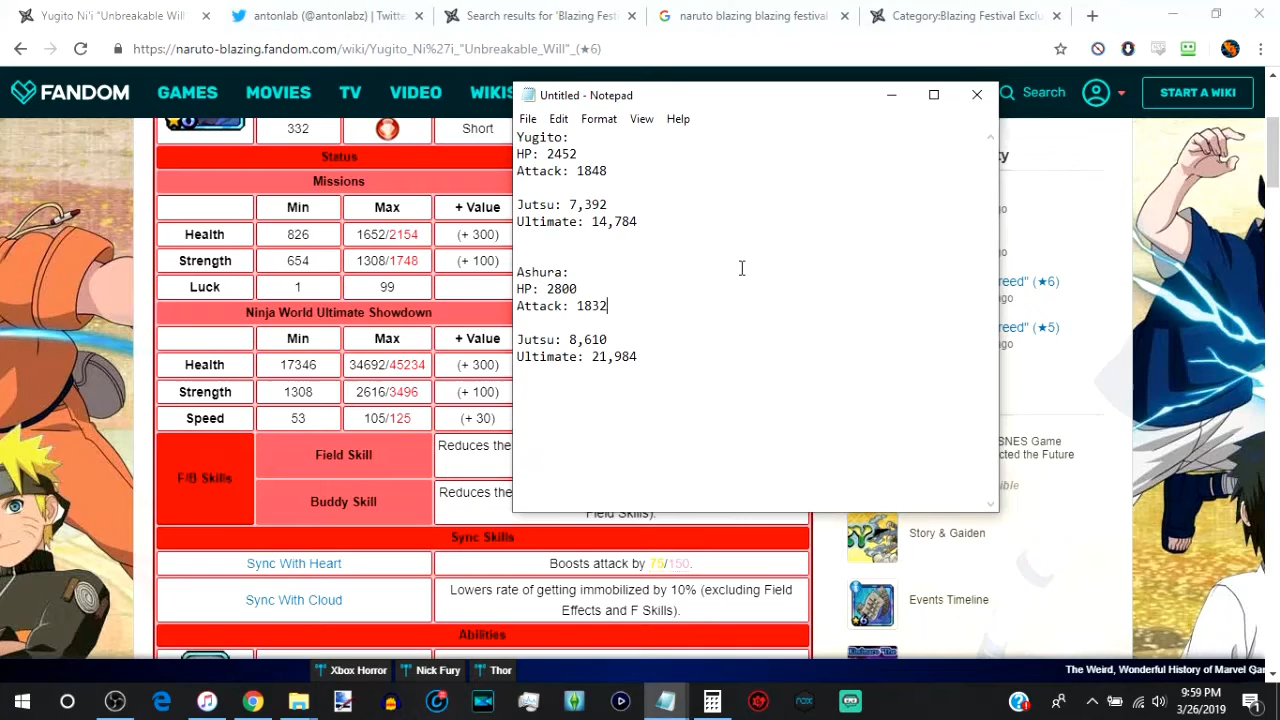 Yugito Ni'i "Unbreakable Will"
antonlab (@antonlabz) | Twitte
Search results for 'Blazing Fest
naruto blazing blazing festival
Category:Blazing Festival Exclu
https://naruto-blazing.fandom.com/wiki/Yugito_Ni%27i_"Unbreakable_Will"_(★6)
FANDOM
GAMES
MOVIES
TV
VIDEO
WIKIS
Search
START A WIKI
Untitled - Notepad
File Edit Format View Help
Yugito:
HP: 2452
Attack: 1848
Jutsu: 7,392
Ultimate: 14,784
Ashura:
HP: 2800
Attack: 1832
Jutsu: 8,610
Ultimate: 21,984
332 Short
Status
Missions
Min Max + Value
Health 826 1652/2154 (+ 300)
Strength 654 1308/1748 (+ 100)
Luck 1 99
Ninja World Ultimate Showdown
Min Max + Value
Health 17346 34692/45234 (+ 300)
Strength 1308 2616/3496 (+ 100)
Speed 53 105/125 (+ 30)
F/B Skills
Field Skill
Reduces the
Buddy Skill
Reduces the
Field Skills).
Sync Skills
Sync With Heart
Boosts attack by 75/150.
Sync With Cloud
Lowers rate of getting immobilized by 10% (excluding Field
Effects and F Skills).
Abilities
ty
ago
ago
reed" (★6)
ago
reed" (★5)
ago
SNES Game
cted the Future
Story & Gaiden
Events Timeline
Xbox Horror
Nick Fury
Thor
The Weird, Wonderful History of Marvel Gar
9:59 PM
3/26/2019